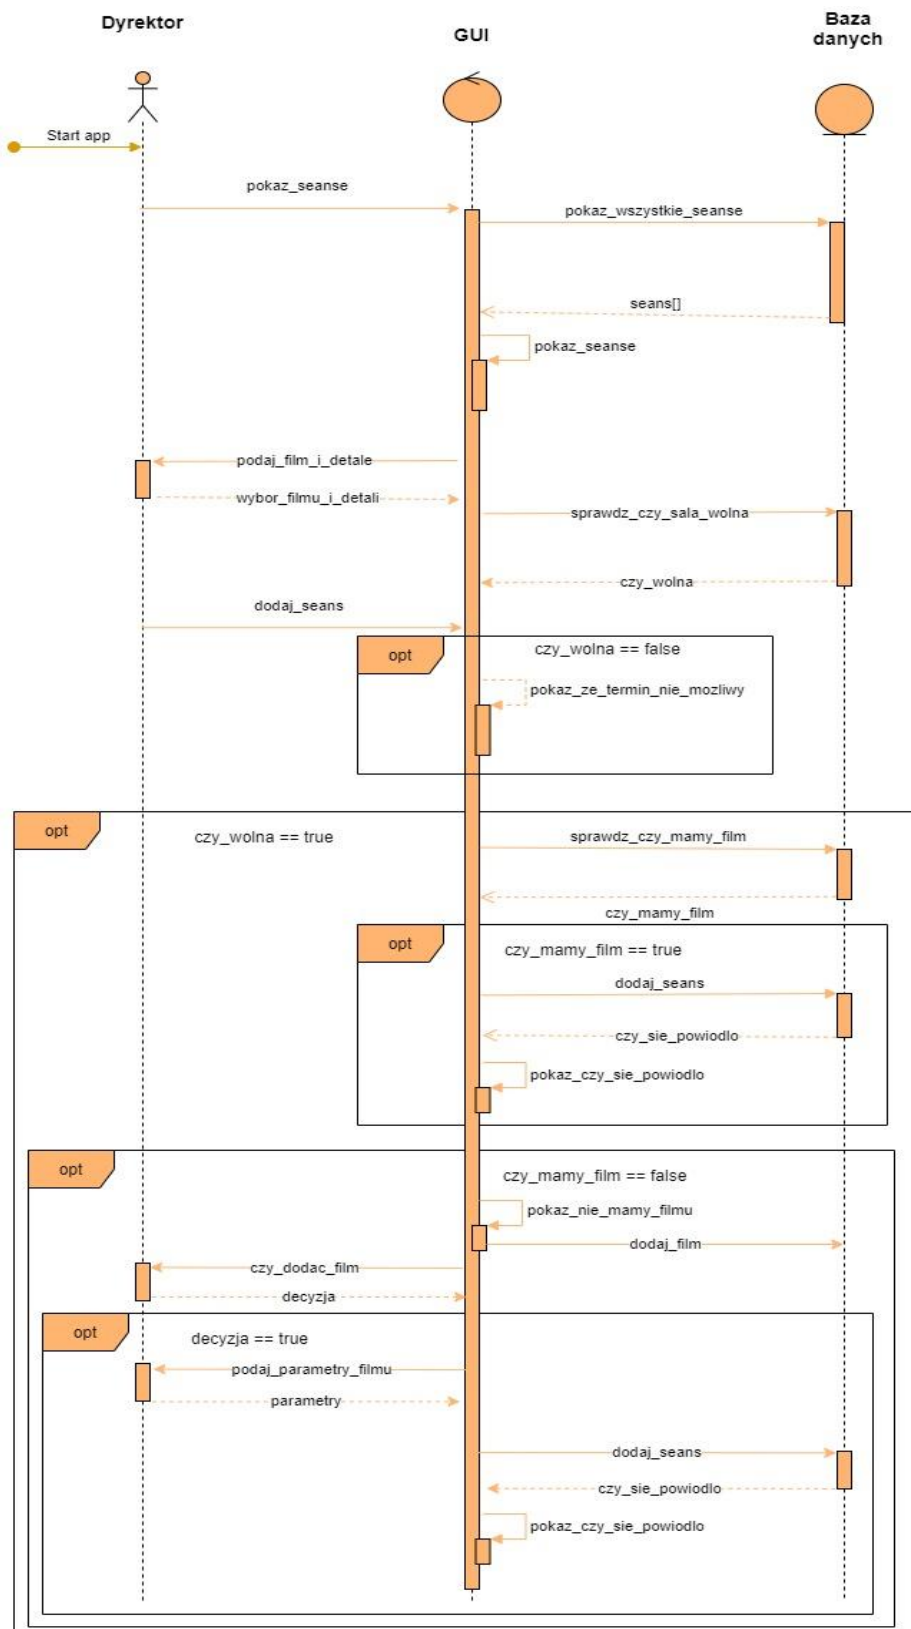 Dyrektor
GUI
Baza
danych
Start app
pokaz_seanse
pokaz_wszystkie_seanse
seans[]
pokaz_seanse
podaj_film_i_detale
wybor_filmu_i_detali
sprawdz_czy_sala_wolna
czy_wolna
dodaj_seans
opt
czy_wolna == false
pokaz_ze_termin_nie_mozliwy
opt
czy_wolna == true
sprawdz_czy_mamy_film
czy_mamy_film
opt
czy_mamy_film == true
dodaj_seans
czy_sie_powiodlo
pokaz_czy_sie_powiodlo
opt
czy_mamy_film == false
pokaz_nie_mamy_filmu
dodaj_film
czy_dodac_film
decyzja
opt
decyzja == true
podaj_parametry_filmu
parametry
dodaj_seans
czy_sie_powiodlo
pokaz_czy_sie_powiodlo